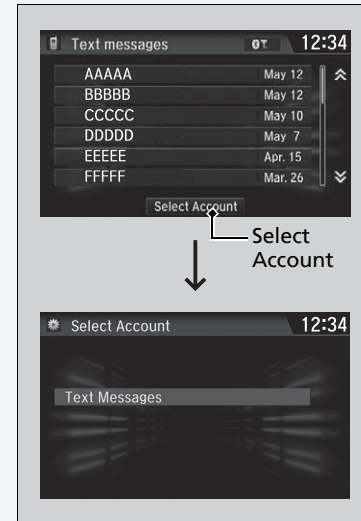 Text messages 12:34
AAAAA May 12
BBBBB May 12
CCCCC May 10
DDDDD May 7
EEEEE Apr. 15
FFFFF Mar. 26
Select Account
Select
Account
Select Account 12:34
Text Messages